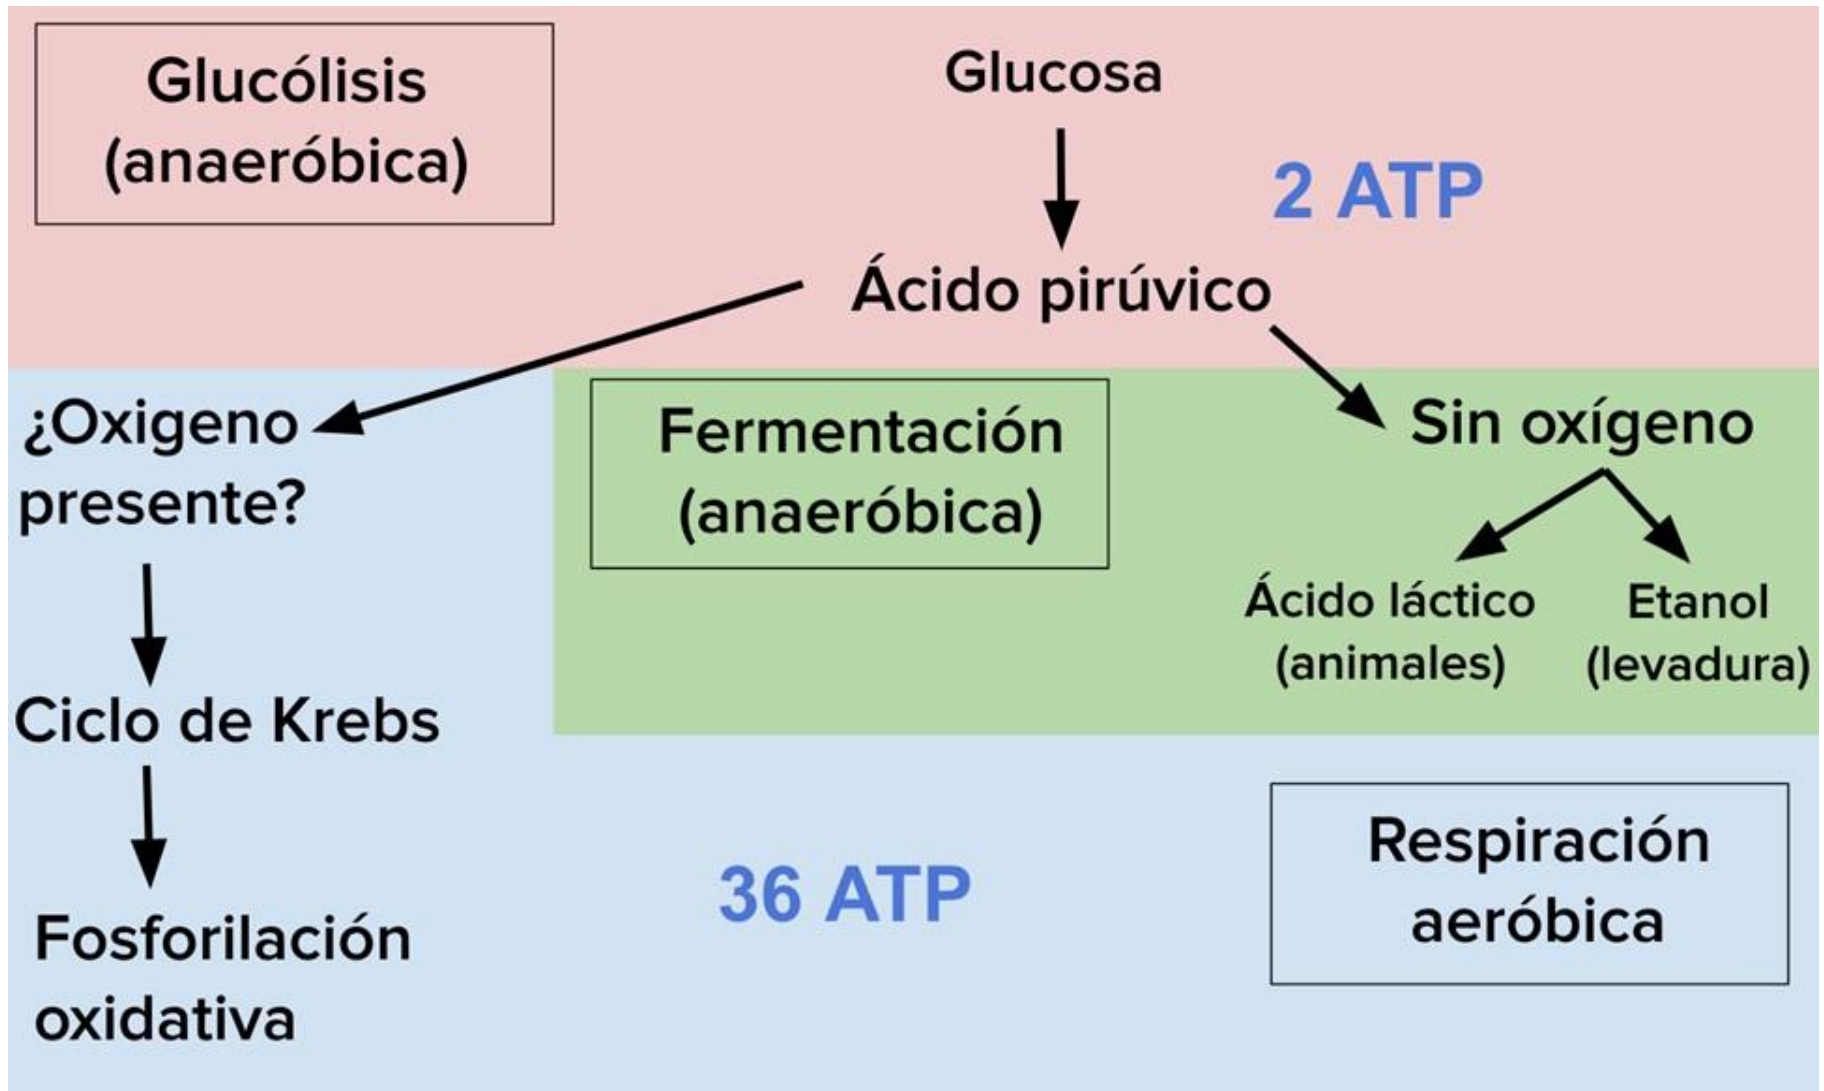 Glucólisis
(anaeróbica)
Glucosa
2 ATP
Ácido pirúvico
¿Oxigeno
presente?
Fermentación
(anaeróbica)
Sin oxígeno
Ácido láctico
(animales)
Etanol
(levadura)
Ciclo de Krebs
36 ATP
Respiración
aeróbica
Fosforilación
oxidativa